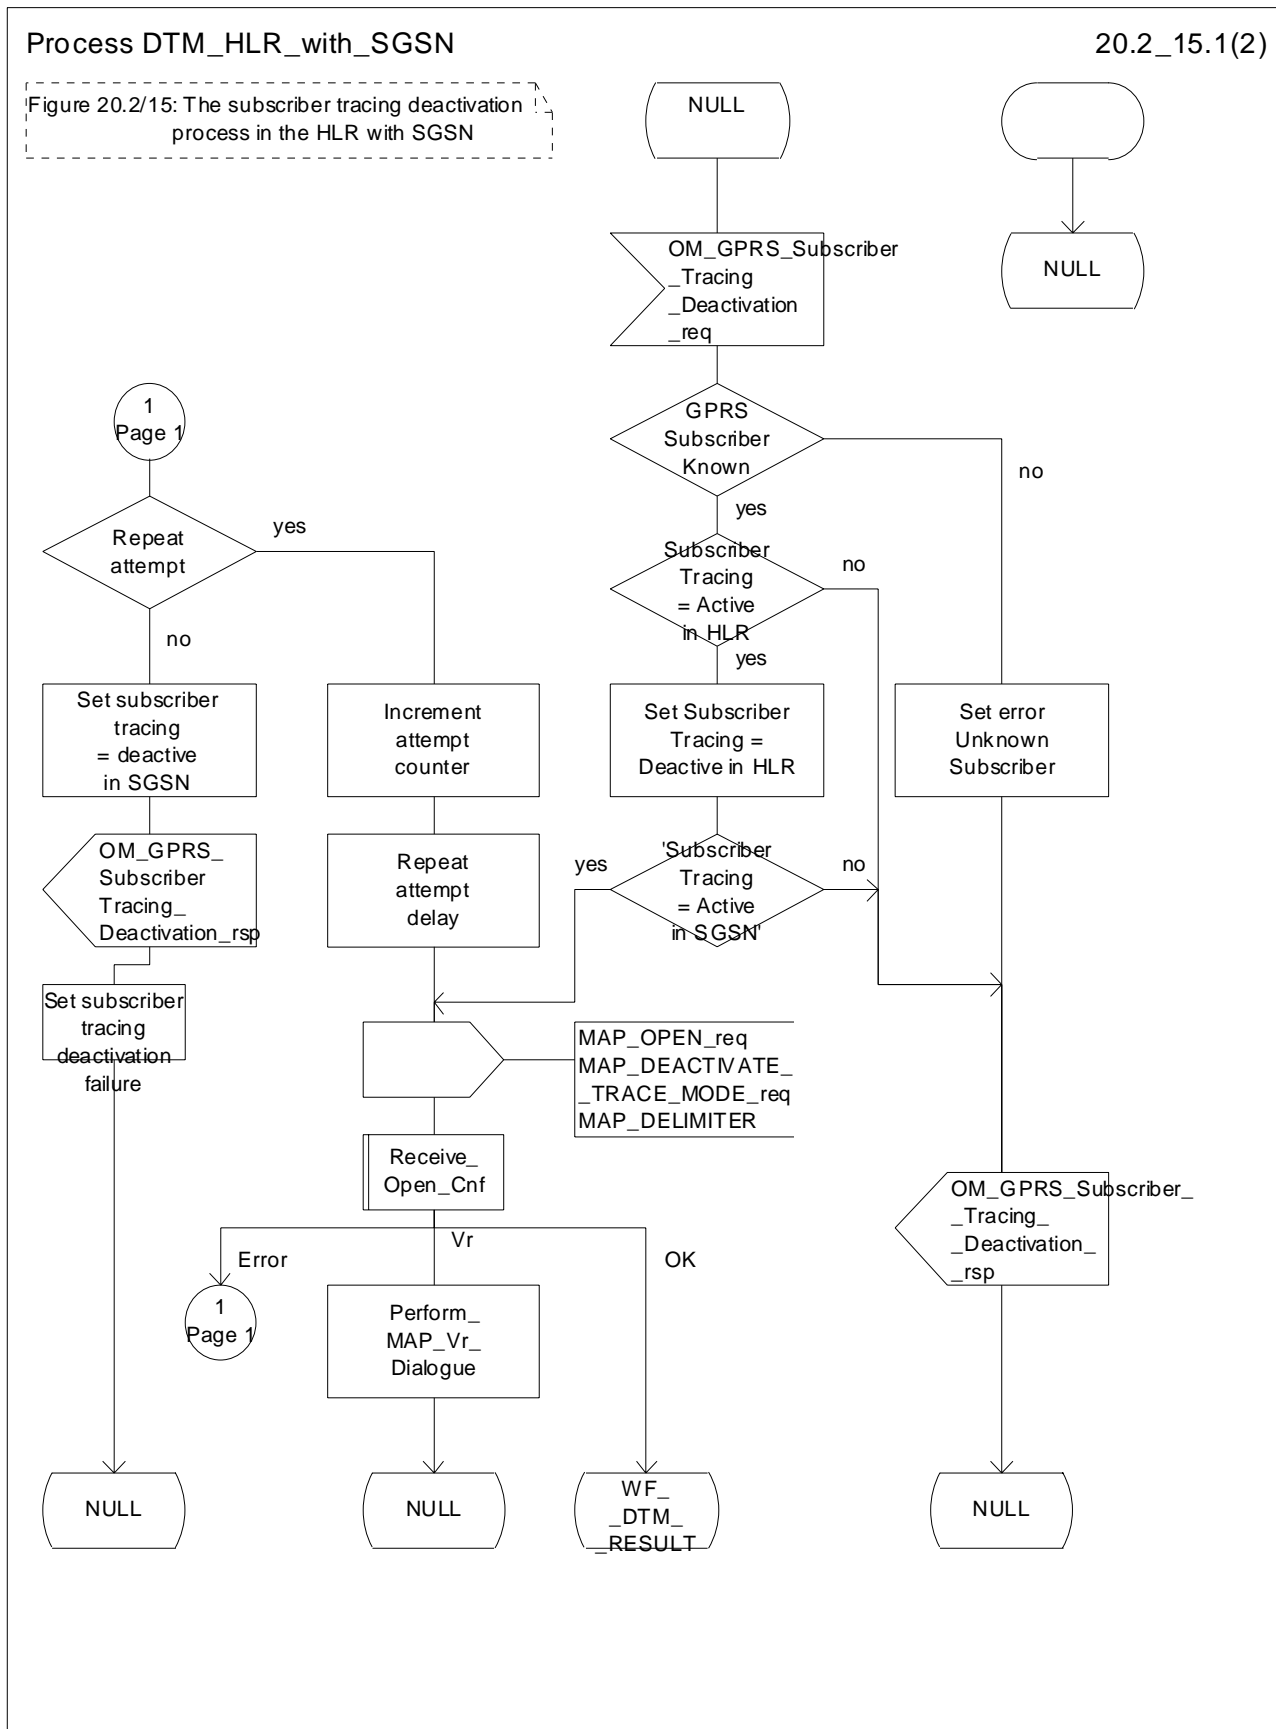 Process DTM_HLR_with_SGSN
20.2_15.1(2)
Figure 20.2/15: The subscriber tracing deactivation
process in the HLR with SGSN
NULL
NULL
OM_GPRS_Subscriber
_Tracing
_Deactivation
_req
GPRS
Subscriber
Known
no
yes
Subscriber
Tracing
= Active
in HLR
no
yes
Set Subscriber
Tracing =
Deactive in HLR
Set error
Unknown
Subscriber
'Subscriber
Tracing
= Active
in SGSN'
yes
no
1
Page 1
Repeat
attempt
yes
no
Set subscriber
tracing
= deactive
in SGSN
Increment
attempt
counter
OM_GPRS_
Subscriber
Tracing_
Deactivation_rsp
Repeat
attempt
delay
Set subscriber
tracing
deactivation
failure
MAP_OPEN_req
MAP_DEACTIVATE_
_TRACE_MODE_req
MAP_DELIMITER
Receive_
Open_Cnf
Error
Vr
OK
1
Page 1
Perform_
MAP_Vr_
Dialogue
OM_GPRS_Subscriber_
_Tracing_
_Deactivation_
_rsp
NULL
NULL
WF_
_DTM_
_RESULT
NULL